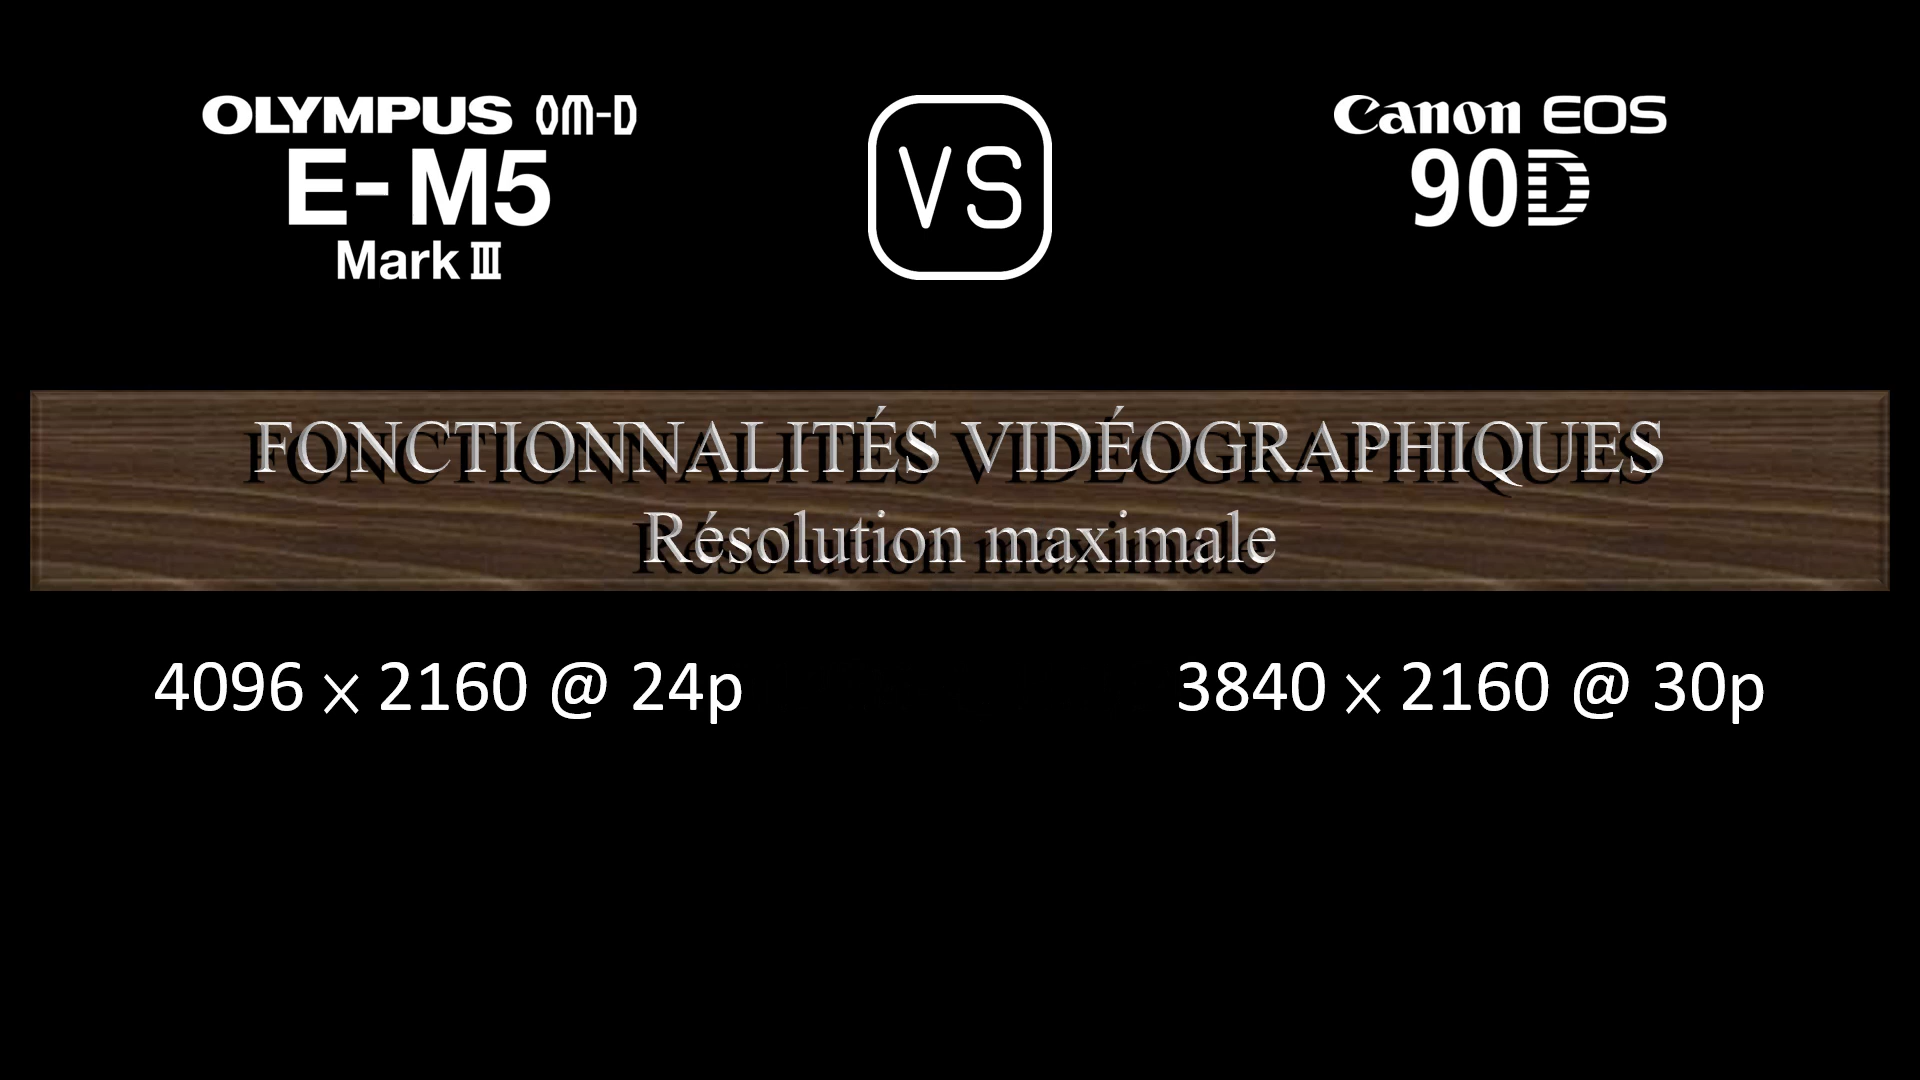 OLYMPUS OM-D
E-M5
Mark III
VS
Canon EOS
90D
FONCTIONNALITÉS VIDÉOGRAPHIQUES
Résolution maximale
4096 x 2160 @ 24p
3840 x 2160 @ 30p